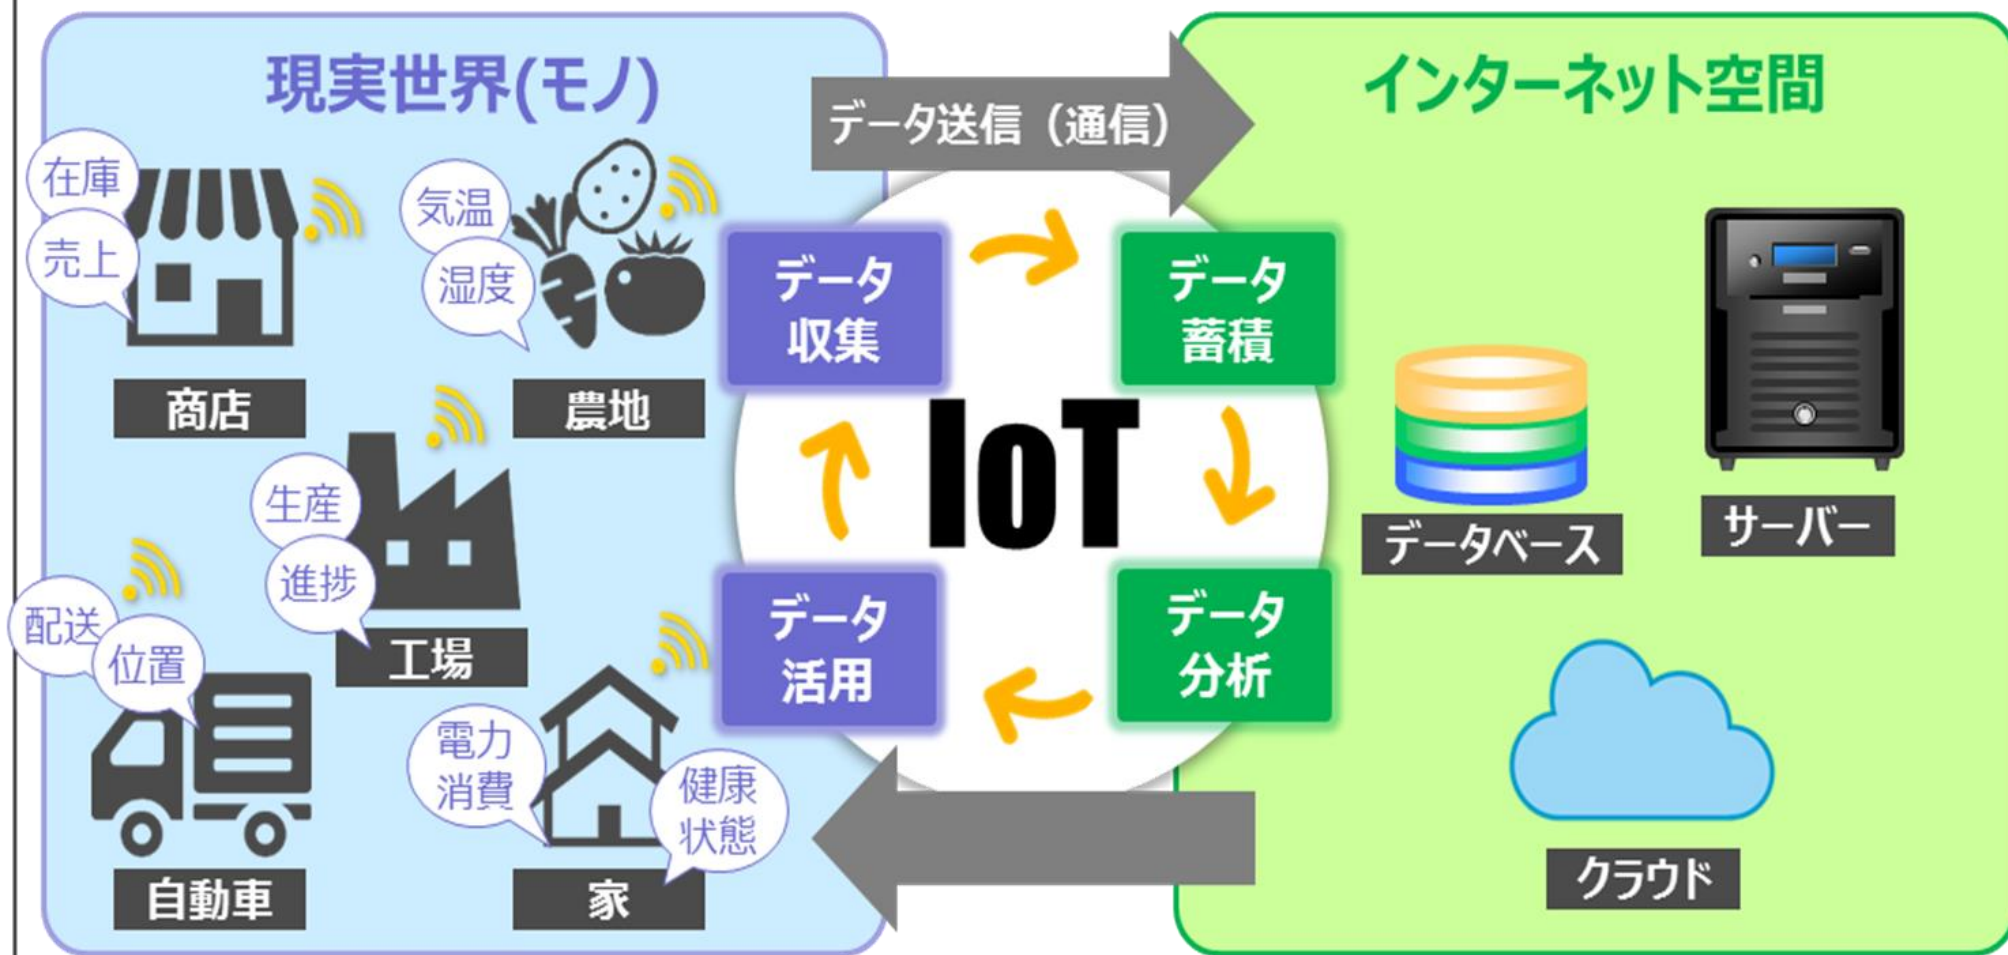 現実世界(モノ)
データ送信（通信）
インターネット空間
在庫
売上
商店
気温
湿度
農地
生産
進捗
工場
配送
位置
自動車
電力
消費
健康
状態
家
データ
収集
データ
蓄積
IoT
データ
活用
データ
分析
データベース
サーバー
クラウド